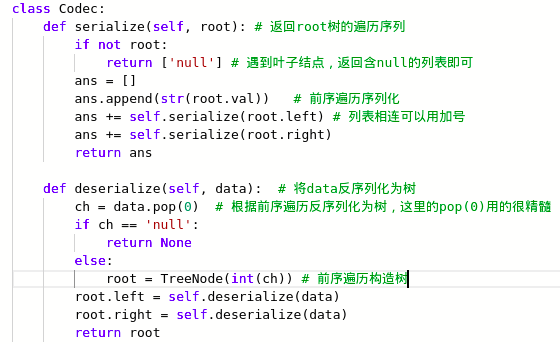 class Codec:
    def serialize(self, root): # 返回root树的遍历序列
        if not root:
            return ['null'] # 遇到叶子结点，返回含null的列表即可
        ans = []
        ans.append(str(root.val))   # 前序遍历序列化
        ans += self.serialize(root.left) # 列表相连可以用加号
        ans += self.serialize(root.right)
        return ans

    def deserialize(self, data):  # 将data反序列化为树
        ch = data.pop(0)  # 根据前序遍历反序列化为树，这里的pop(0)用的很精髓
        if ch == 'null':
            return None
        else:
            root = TreeNode(int(ch)) # 前序遍历构造树
        root.left = self.deserialize(data)
        root.right = self.deserialize(data)
        return root